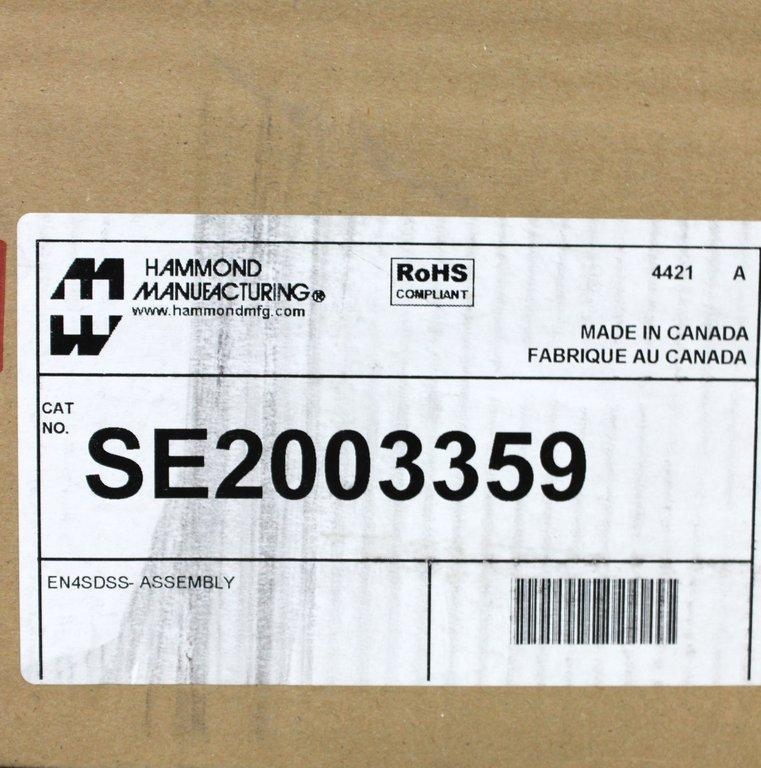 HAMMOND
MANUFACTURING®
www.hammondmfg.com
RoHS
COMPLIANT
4421 A
MADE IN CANADA
FABRIQUE AU CANADA
CAT
NO.
SE2003359
EN4SDSS- ASSEMBLY